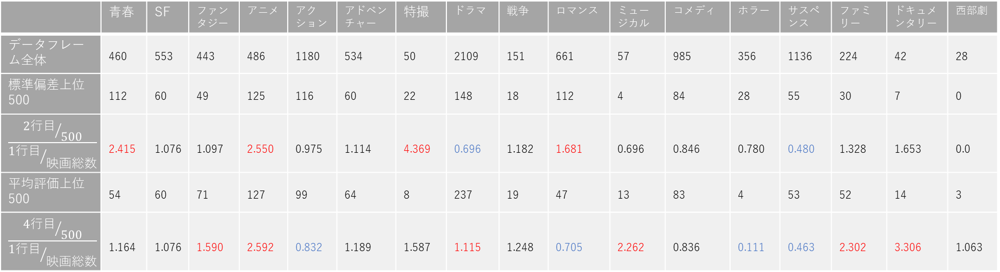 青春 SF ファン
タジー アニメ アク
ション アドベン
チャー 特撮 ドラマ 戦争 ロマンス ミュー
ジカル コメディ ホラー サスペ
ンス ファミ
リー ドキュメ
ンタリー 西部劇
データフレー
ム全体 460 553 443 486 1180 534 50 2109 151 661 57 985 356 1136 224 42 28
標準偏差上位
500 112 60 49 125 116 60 22 148 18 112 4 84 28 55 30 7 0
2行目/500
1行目/映画総数 2.415 1.076 1.097 2.550 0.975 1.114 4.369 0.696 1.182 1.681 0.696 0.846 0.780 0.480 1.328 1.653 0.0
平均評価上位
500 54 60 71 127 99 64 8 237 19 47 13 83 4 53 52 14 3
4行目/500
1行目/映画総数 1.164 1.076 1.590 2.592 0.832 1.189 1.587 1.115 1.248 0.705 2.262 0.836 0.111 0.463 2.302 3.306 1.063